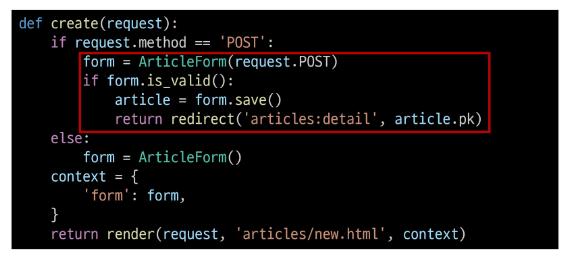 def create(request):
    if request.method == 'POST':
        form = ArticleForm(request.POST)
        if form.is_valid():
            article = form.save()
            return redirect('articles:detail', article.pk)
    else:
        form = ArticleForm()
    context = {
        'form': form,
    }
    return render(request, 'articles/new.html', context)